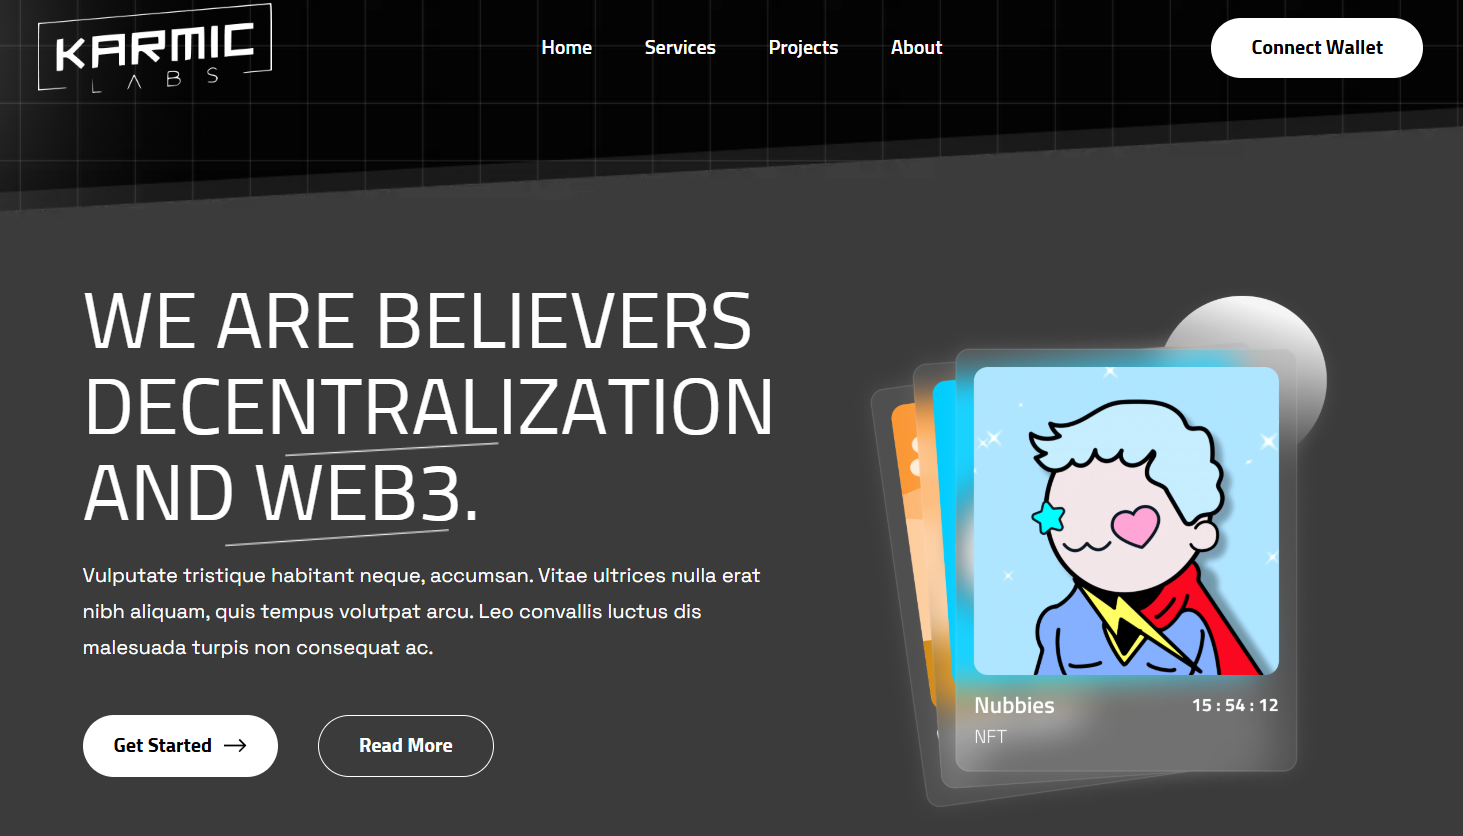 KARMIC
LABS
Home
Services
Projects
About
Connect Wallet
WE ARE BELIEVERS
DECENTRALIZATION
AND WEB3.
Vulputate tristique habitant neque, accumsan. Vitae ultrices nulla erat
nibh aliquam, quis tempus volutpat arcu. Leo convallis luctus dis
malesuada turpis non consequat ac.
Get Started
Read More
Nubbies
15 : 54 : 12
NFT